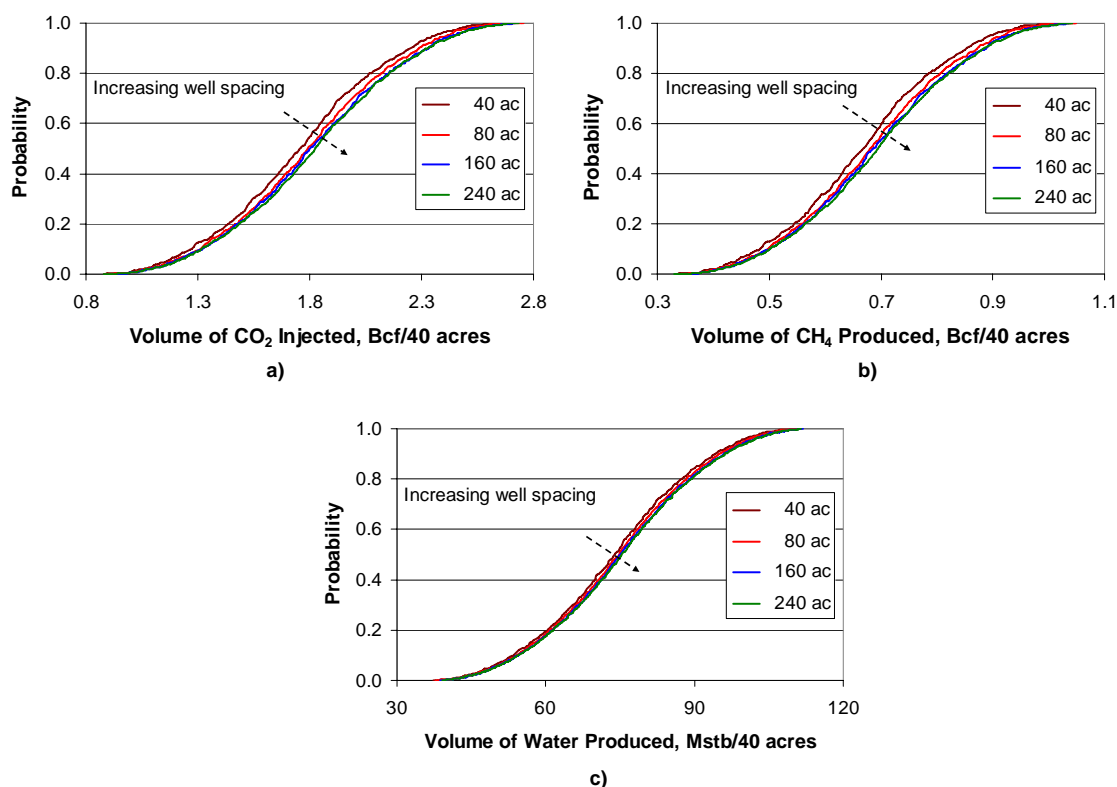 1.0
0.8
0.6
0.4
0.2
0.0
Probability
Increasing well spacing
40 ac
80 ac
160 ac
240 ac
0.8 1.3 1.8 2.3 2.8
Volume of CO₂ Injected, Bcf/40 acres
a)
1.0
0.8
0.6
0.4
0.2
0.0
Probability
Increasing well spacing
40 ac
80 ac
160 ac
240 ac
0.3 0.5 0.7 0.9 1.1
Volume of CH₄ Produced, Bcf/40 acres
b)
1.0
0.8
0.6
0.4
0.2
0.0
Probability
Increasing well spacing
40 ac
80 ac
160 ac
240 ac
30 60 90 120
Volume of Water Produced, Mstb/40 acres
c)